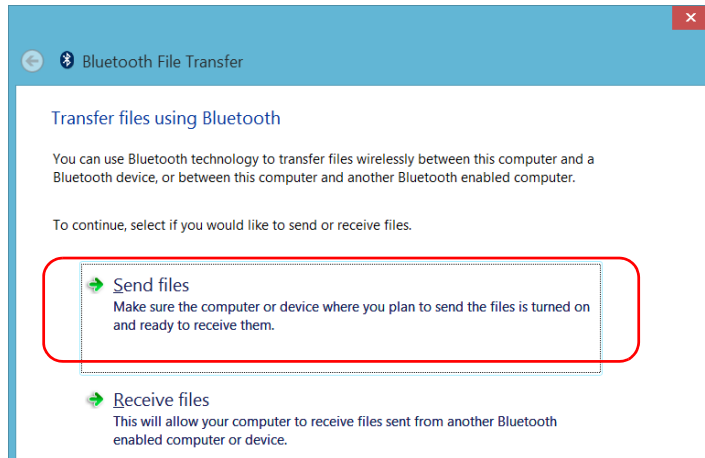 Bluetooth File Transfer
Transfer files using Bluetooth
You can use Bluetooth technology to transfer files wirelessly between this computer and a
Bluetooth device, or between this computer and another Bluetooth enabled computer.
To continue, select if you would like to send or receive files.
Send files
Make sure the computer or device where you plan to send the files is turned on
and ready to receive them.
Receive files
This will allow your computer to receive files sent from another Bluetooth
enabled computer or device.